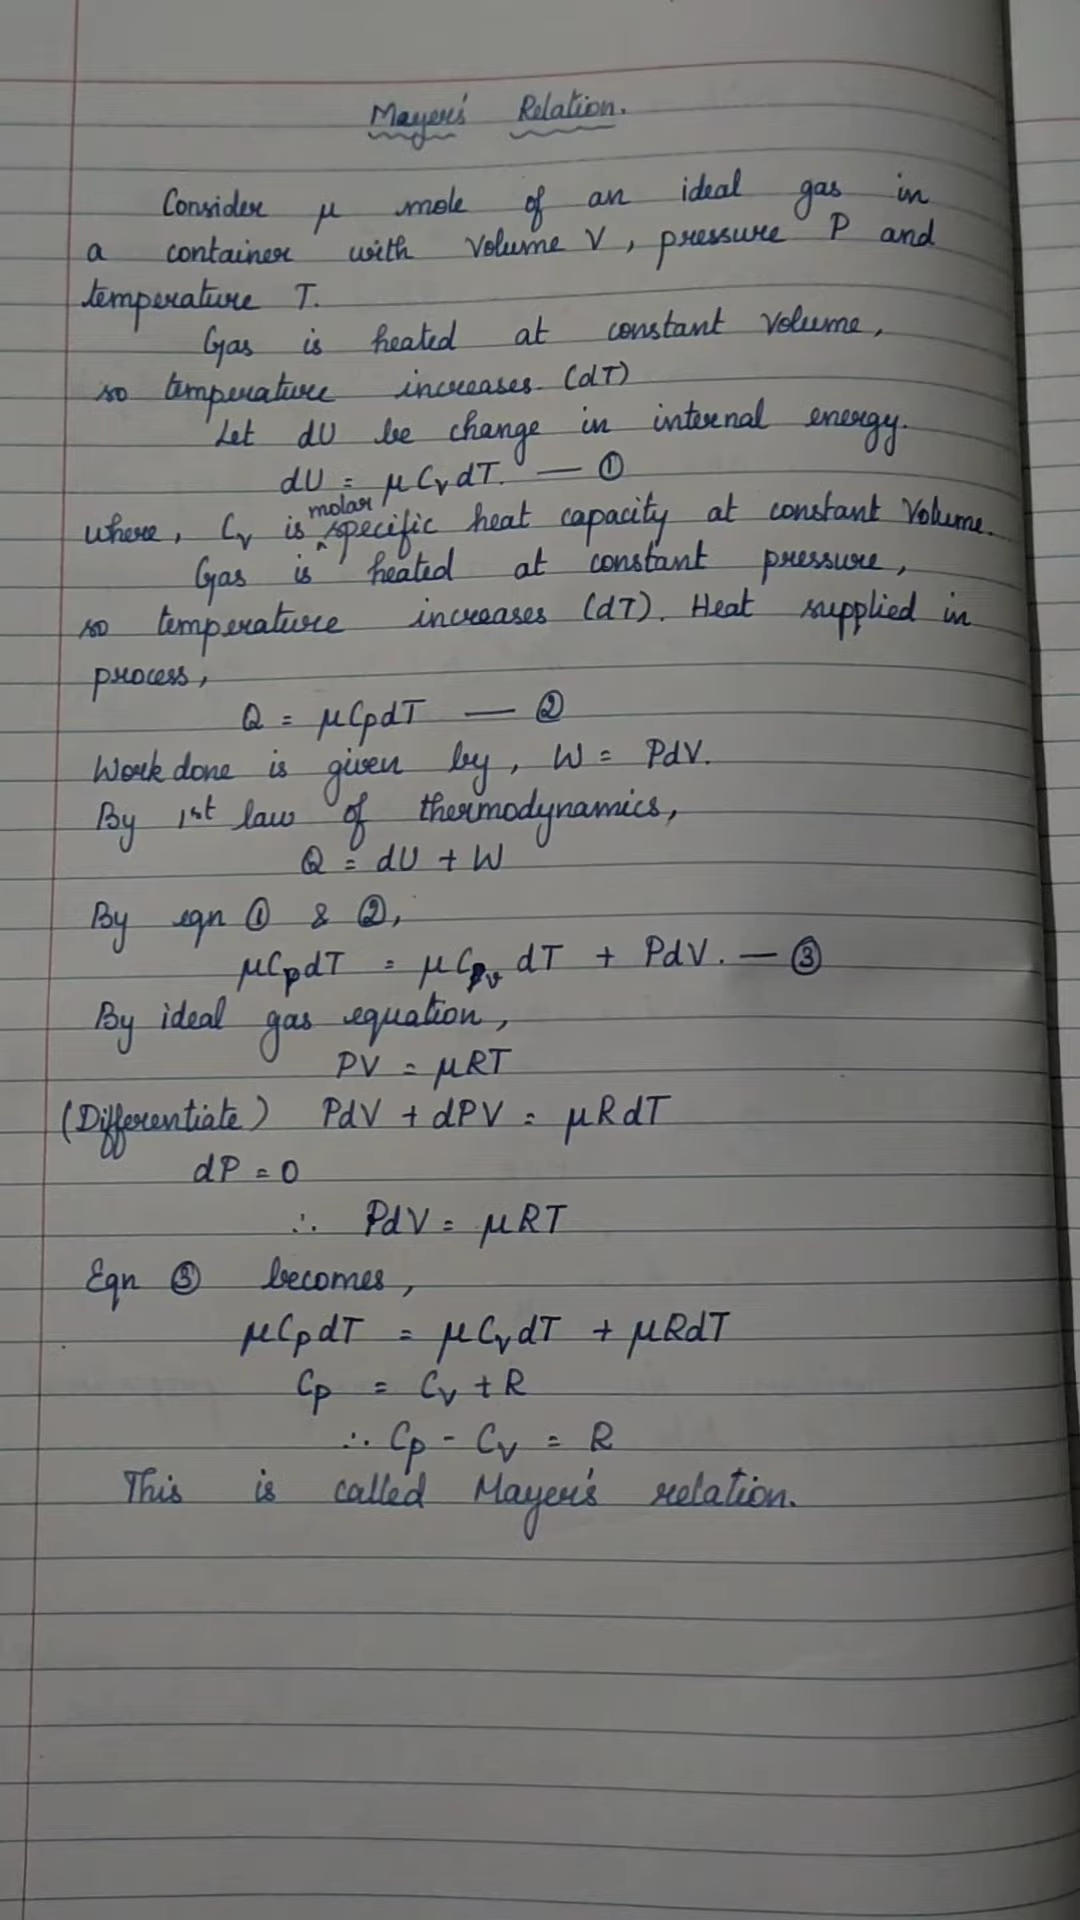 Mayer's Relation.
Consider μ mole of an ideal gas in
a container with volume V, pressure P and
temperature T.
Gas is heated at constant volume,
so temperature increases (dT)
Let dU be change in internal energy.
dU = μCvdT. — ①
where, Cv is molar specific heat capacity at constant Volume.
Gas is heated at constant pressure,
so temperature increases (dT). Heat supplied in
process,
Q = μCpdT — ②
Work done is given by, W = PdV.
By 1st law of thermodynamics,
Q = dU + W
By eqn ① & ②,
μCpdT = μCv dT + PdV. — ③
By ideal gas equation,
PV = μRT
(Differentiate) PdV + dPV = μRdT
dP = 0
∴ PdV = μRT
Eqn ③ becomes,
μCpdT = μCvdT + μRdT
Cp = Cv + R
∴ Cp - Cv = R
This is called Mayer's relation.